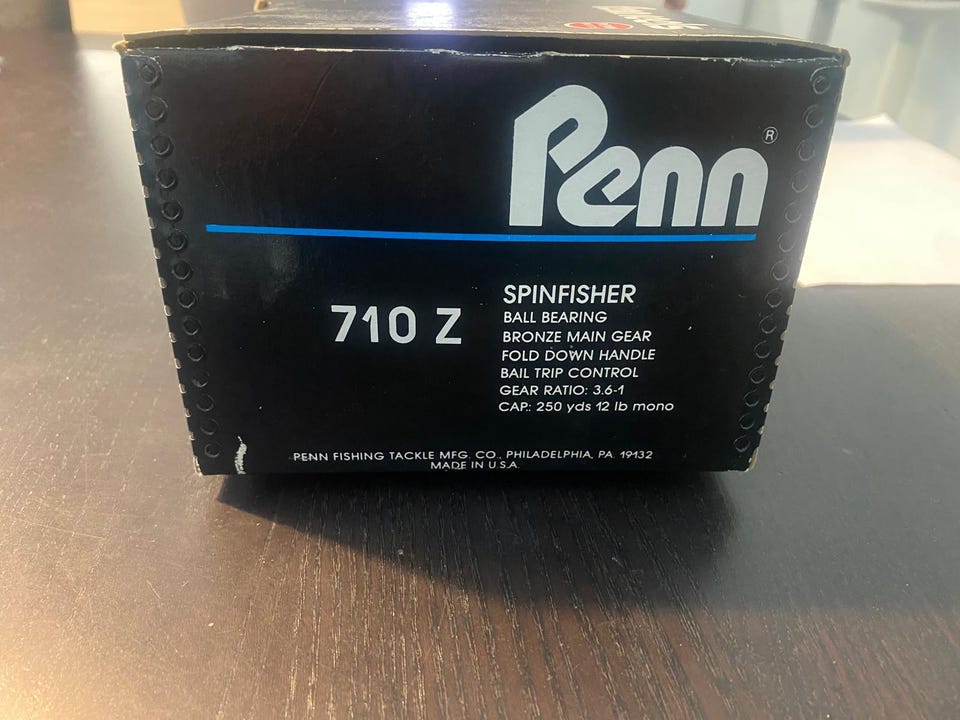 Penn ®
710 Z
SPINFISHER
BALL BEARING
BRONZE MAIN GEAR
FOLD DOWN HANDLE
BAIL TRIP CONTROL
GEAR RATIO: 3.6-1
CAP: 250 yds 12 lb mono
PENN FISHING TACKLE MFG. CO., PHILADELPHIA, PA. 19132
MADE IN U.S.A.